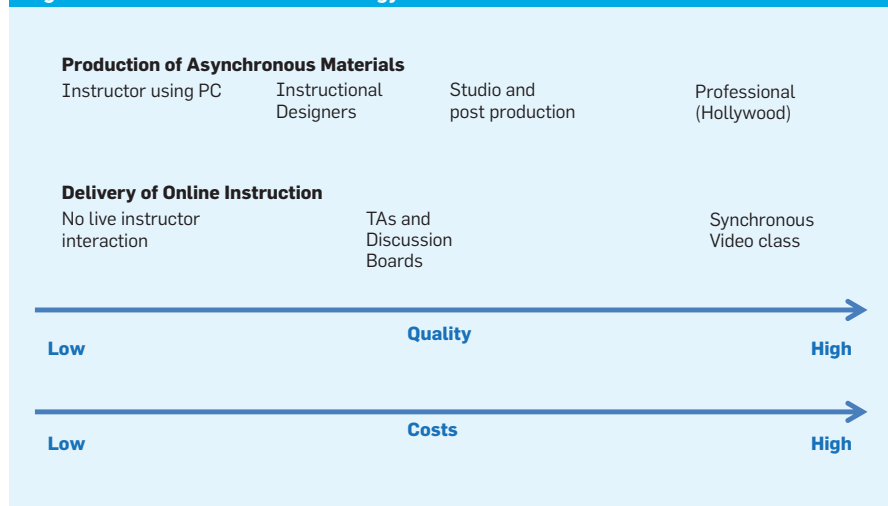 Production of Asynchronous Materials
Instructor using PC
Instructional
Designers
Studio and
post production
Professional
(Hollywood)
Delivery of Online Instruction
No live instructor
interaction
TAs and
Discussion
Boards
Synchronous
Video class
Quality
Low
High
Costs
Low
High